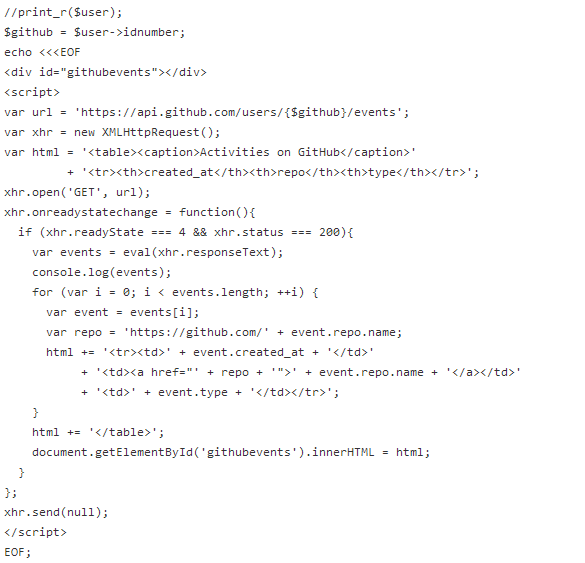 //print_r($user);
$github = $user->idnumber;
echo <<<EOF
<div id="githubevents"></div>
<script>
var url = 'https://api.github.com/users/{$github}/events';
var xhr = new XMLHttpRequest();
var html = '<table><caption>Activities on GitHub</caption>'
         + '<tr><th>created_at</th><th>repo</th><th>type</th></tr>';
xhr.open('GET', url);
xhr.onreadystatechange = function(){
  if (xhr.readyState === 4 && xhr.status === 200){
    var events = eval(xhr.responseText);
    console.log(events);
    for (var i = 0; i < events.length; ++i) {
      var event = events[i];
      var repo = 'https://github.com/' + event.repo.name;
      html += '<tr><td>' + event.created_at + '</td>'
           + '<td><a href="' + repo + '">' + event.repo.name + '</a></td>'
           + '<td>' + event.type + '</td></tr>';
    }
    html += '</table>';
    document.getElementById('githubevents').innerHTML = html;
  }
};
xhr.send(null);
</script>
EOF;